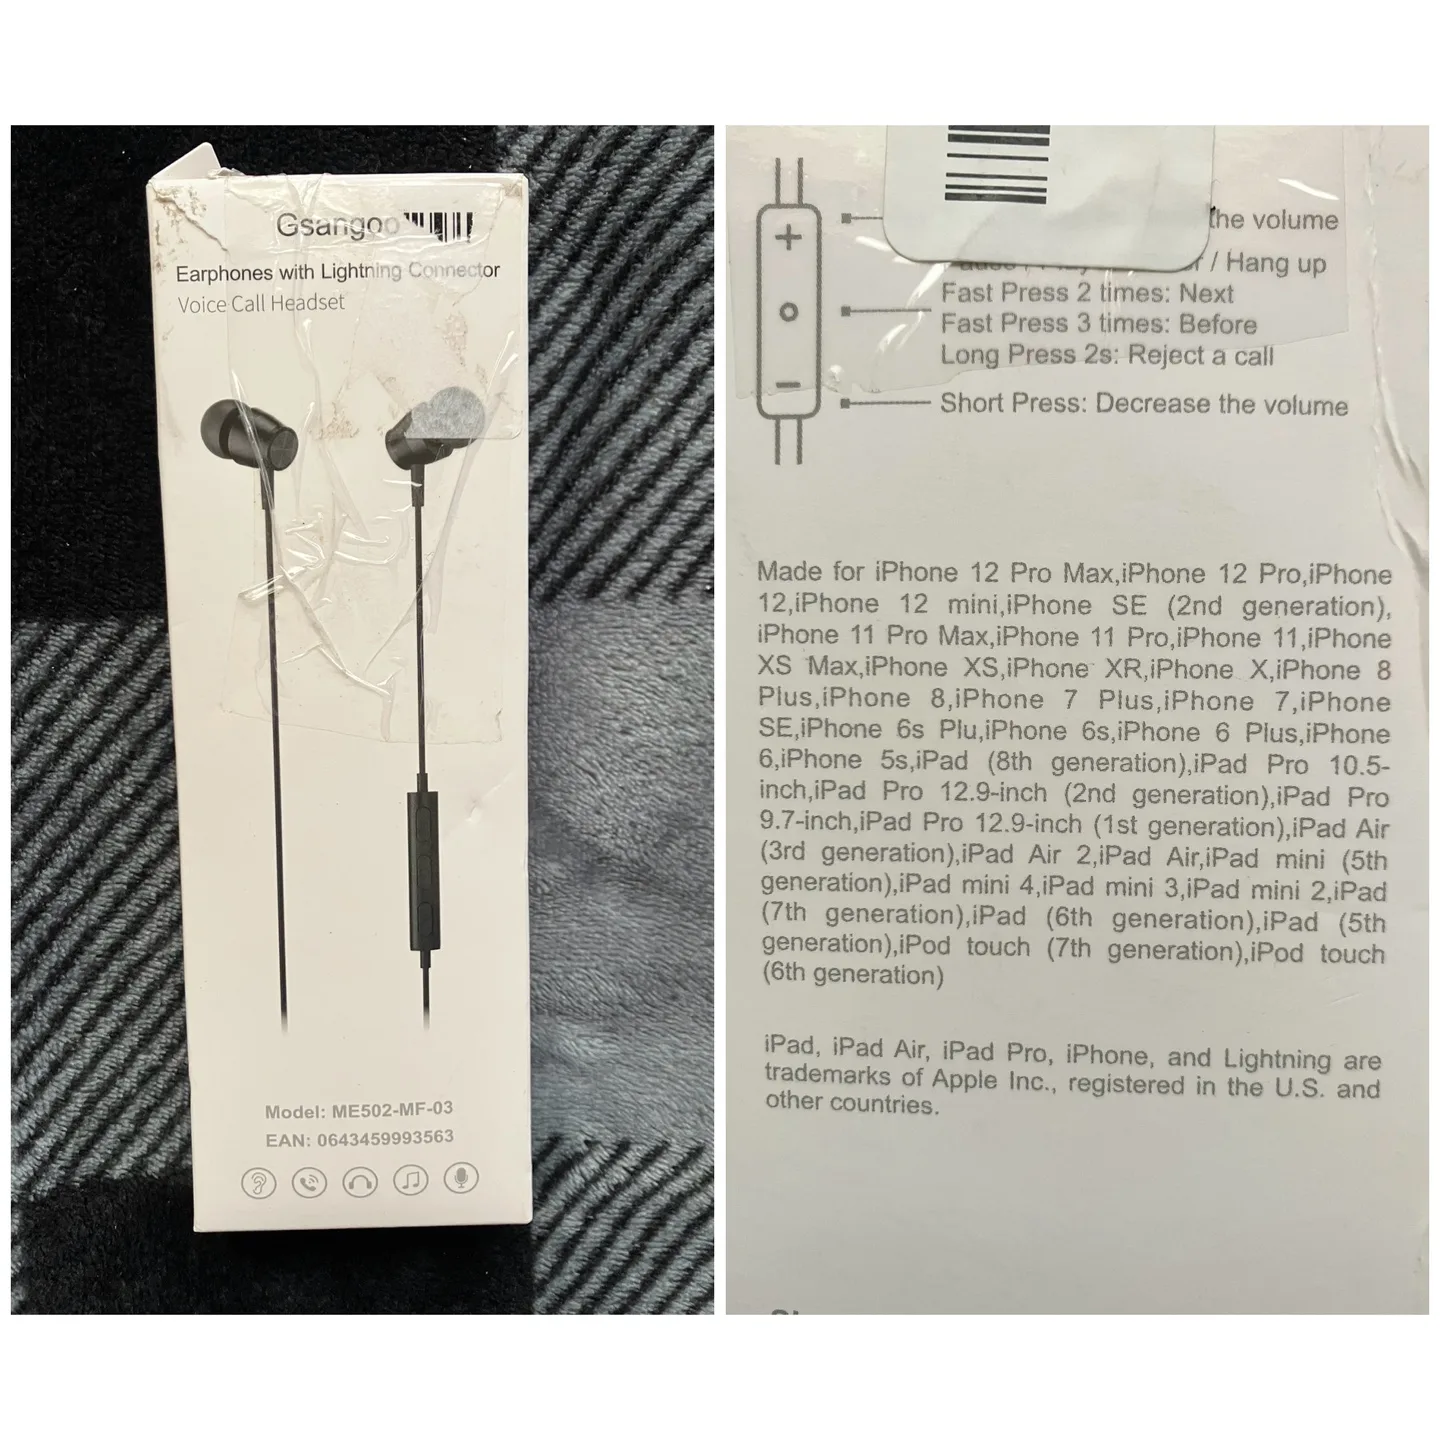 Gsangoo
Earphones with Lightning Connector
Voice Call Headset
Model: ME502-MF-03
EAN: 0643459993563
the volume
/ Hang up
Fast Press 2 times: Next
Fast Press 3 times: Before
Long Press 2s: Reject a call
Short Press: Decrease the volume
Made for iPhone 12 Pro Max,iPhone 12 Pro,iPhone
12,iPhone 12 mini,iPhone SE (2nd generation),
iPhone 11 Pro Max,iPhone 11 Pro,iPhone 11,iPhone
XS Max,iPhone XS,iPhone XR,iPhone X,iPhone 8
Plus,iPhone 8,iPhone 7 Plus,iPhone 7,iPhone
SE,iPhone 6s Plu,iPhone 6s,iPhone 6 Plus,iPhone
6,iPhone 5s,iPad (8th generation),iPad Pro 10.5-
inch,iPad Pro 12.9-inch (2nd generation),iPad Pro
9.7-inch,iPad Pro 12.9-inch (1st generation),iPad Air
(3rd generation),iPad Air 2,iPad Air,iPad mini (5th
generation),iPad mini 4,iPad mini 3,iPad mini 2,iPad
(7th generation),iPad (6th generation),iPad (5th
generation),iPod touch (7th generation),iPod touch
(6th generation)
iPad, iPad Air, iPad Pro, iPhone, and Lightning are
trademarks of Apple Inc., registered in the U.S. and
other countries.